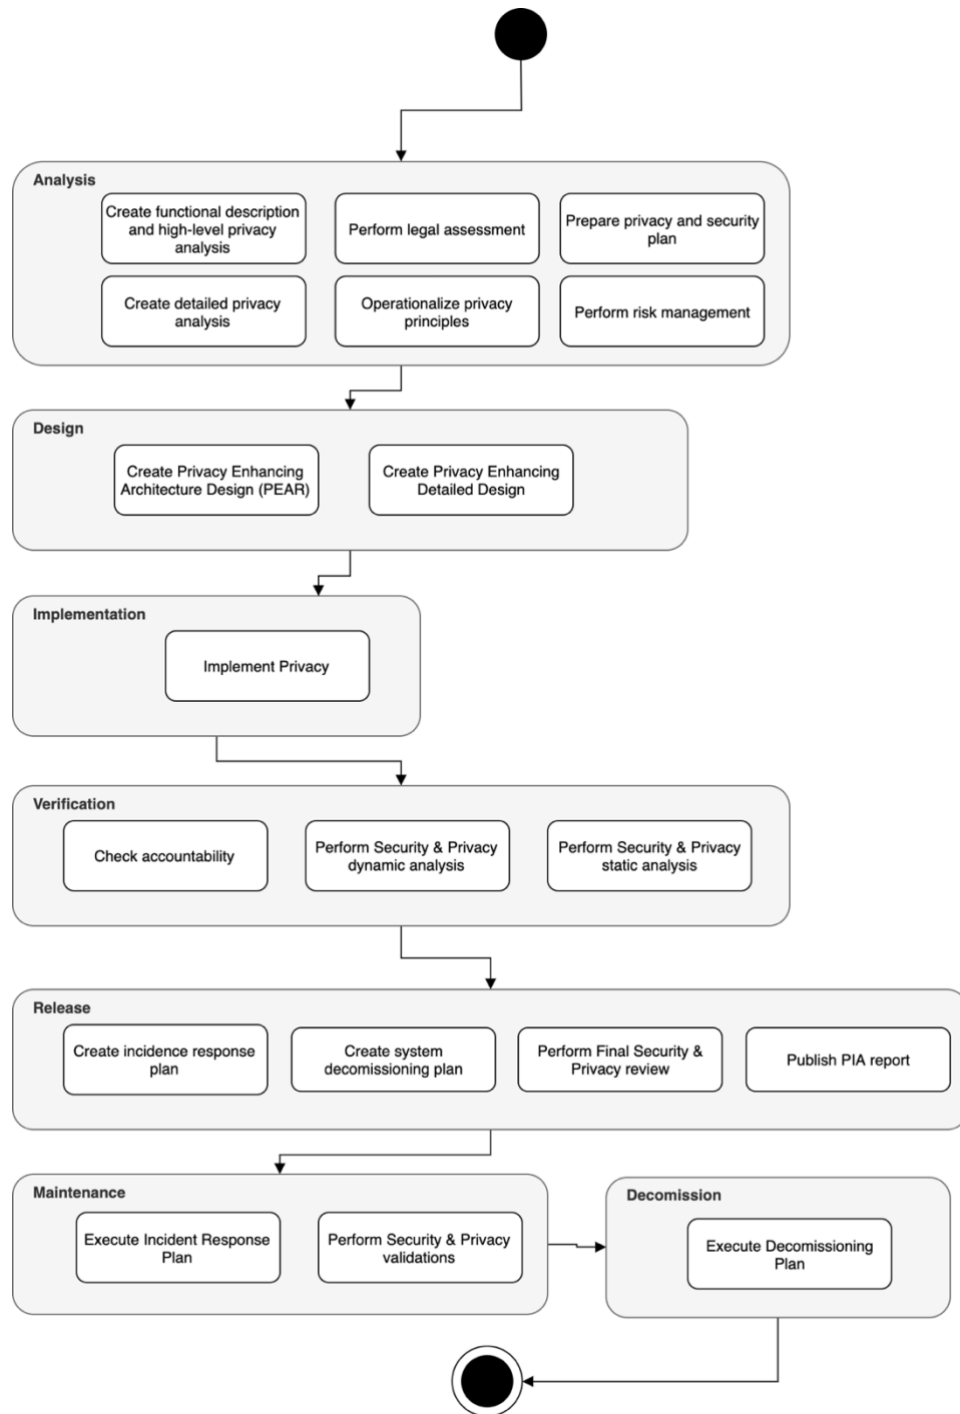 Analysis
Create functional description
and high-level privacy
analysis
Perform legal assessment
Prepare privacy and security
plan
Create detailed privacy
analysis
Operationalize privacy
principles
Perform risk management
Design
Create Privacy Enhancing
Architecture Design (PEAR)
Create Privacy Enhancing
Detailed Design
Implementation
Implement Privacy
Verification
Check accountability
Perform Security & Privacy
dynamic analysis
Perform Security & Privacy
static analysis
Release
Create incidence response
plan
Create system
decomissioning plan
Perform Final Security &
Privacy review
Publish PIA report
Maintenance
Execute Incident Response
Plan
Perform Security & Privacy
validations
Decomission
Execute Decomissioning
Plan